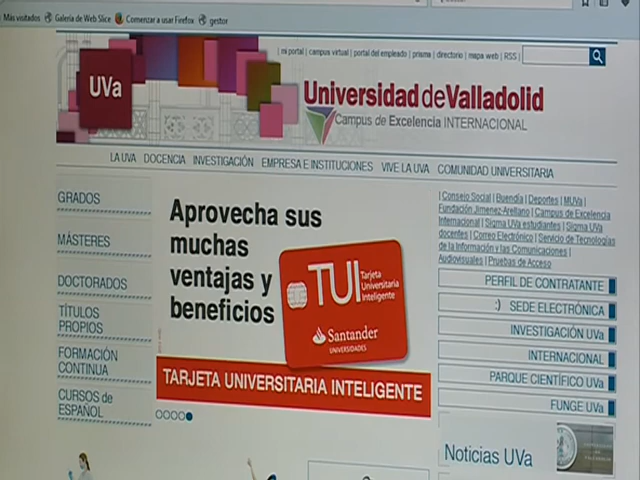 Más visitados Galería de Web Slice Comenzar a usar Firefox gestor
| mi portal | campus virtual | portal del empleado | prisma | directorio | mapa web | RSS |
UVa
Universidad de Valladolid
Campus de Excelencia INTERNACIONAL
LA UVA DOCENCIA INVESTIGACIÓN EMPRESA E INSTITUCIONES VIVE LA UVA COMUNIDAD UNIVERSITARIA
GRADOS
MÁSTERES
DOCTORADOS
TÍTULOS
PROPIOS
FORMACIÓN
CONTINUA
CURSOS de
ESPAÑOL
Aprovecha sus
muchas
ventajas y
beneficios
TUI Tarjeta
Universitaria
Inteligente
Santander
UNIVERSIDADES
TARJETA UNIVERSITARIA INTELIGENTE
| Consejo Social | Buendía | Deportes | MUVa |
Fundación Jimenez-Arellano | Campus de Excelencia
Internacional | Sigma UVa estudiantes | Sigma UVa
docentes | Correo Electrónico | Servicio de Tecnologías
de la Información y las Comunicaciones |
Audiovisuales | Pruebas de Acceso
PERFIL DE CONTRATANTE
:) SEDE ELECTRÓNICA
INVESTIGACIÓN UVa
INTERNACIONAL
PARQUE CIENTÍFICO UVa
FUNGE UVa
Noticias UVa